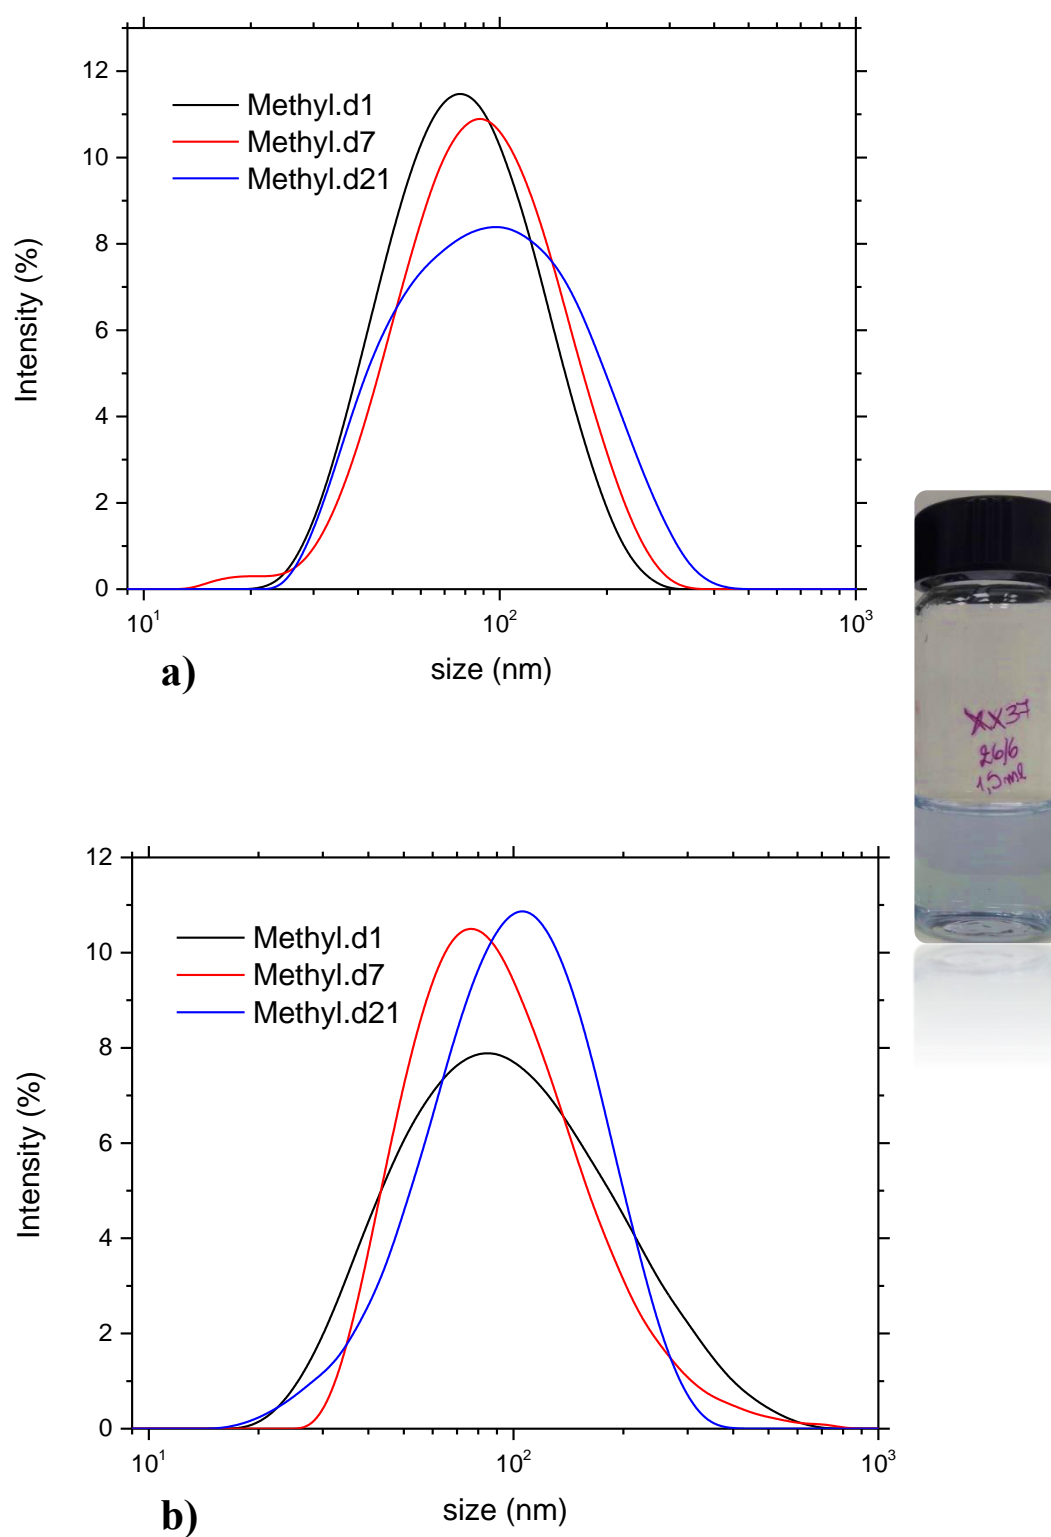 12
10
8
6
4
2
0
Intensity (%)
Methyl.d1
Methyl.d7
Methyl.d21
10¹
10²
10³
size (nm)
a)
XX37
26/6
1,5ml
12
10
8
6
4
2
0
Intensity (%)
Methyl.d1
Methyl.d7
Methyl.d21
10¹
10²
10³
size (nm)
b)